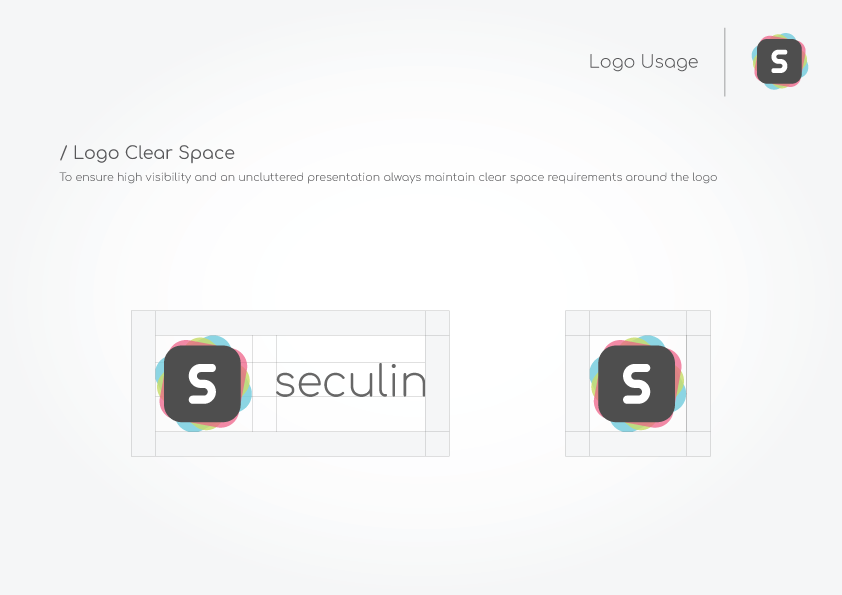 Logo Usage
S
/ Logo Clear Space
To ensure high visibility and an uncluttered presentation always maintain clear space requirements around the logo
S seculin
S